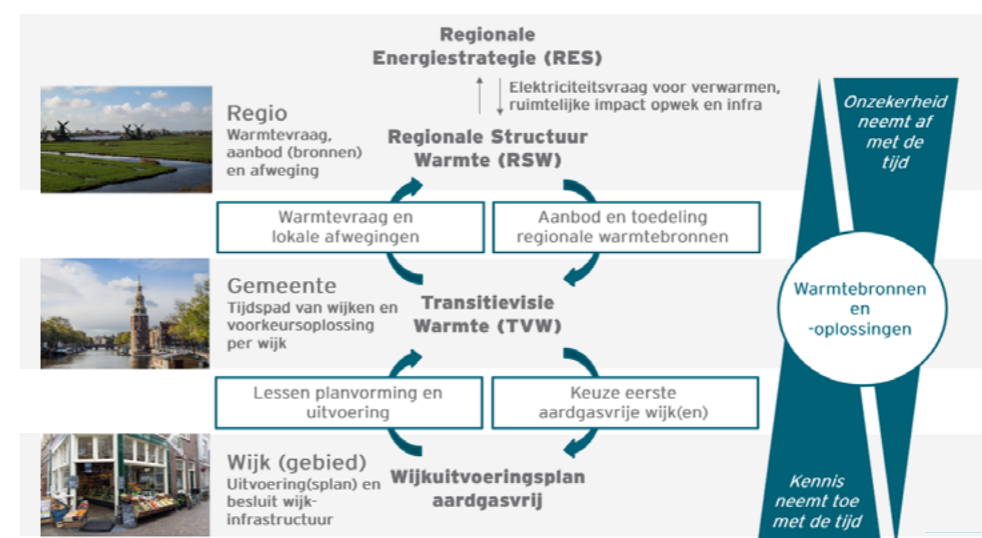 Regionale
Energiestrategie (RES)
Elektriciteitsvraag voor verwarmen,
ruimtelijke impact opwek en infra
Regio
Warmtevraag,
aanbod (bronnen)
en afweging
Regionale Structuur
Warmte (RSW)
Warmtevraag en
lokale afwegingen
Aanbod en toedeling
regionale warmtebronnen
Gemeente
Tijdspad van wijken en
voorkeursoplossing
per wijk
Transitievisie
Warmte (TVW)
Lessen planvorming en
uitvoering
Keuze eerste
aardgasvrije wijk(en)
Wijk (gebied)
Uitvoering(splan) en
besluit wijk-
infrastructuur
Wijkuitvoeringsplan
aardgasvrij
Onzekerheid
neemt af
met de
tijd
Warmtebronnen
en
-oplossingen
Kennis
neemt toe
met de tijd